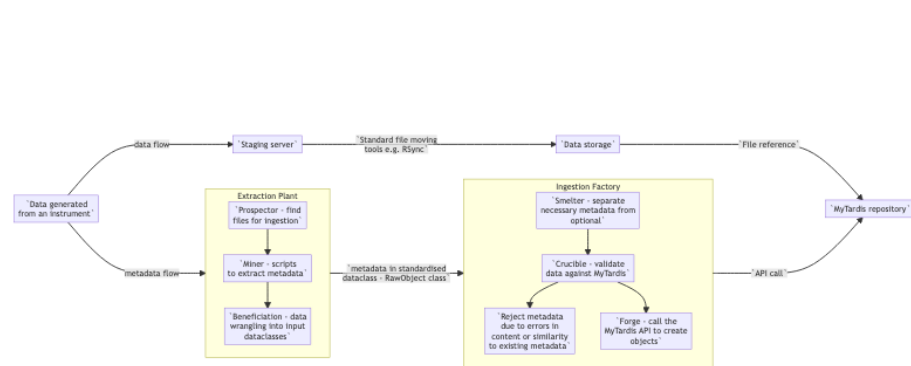 `Data generated
from an instrument`
data flow
`Staging server`
`Standard file moving
tools e.g. RSync`
`Data storage`
`File reference`
`MyTardis repository`
metadata flow
Extraction Plant
`Prospector - find
files for ingestion`
`Miner - scripts
to extract metadata`
`Beneficiation - data
wrangling into input
dataclasses`
`metadata in standardised
dataclass - RawObject class`
Ingestion Factory
`Smelter - separate
necessary metadata from
optional`
`Crucible - validate
data against MyTardis`
`Reject metadata
due to errors in
content or similarity
to existing metadata`
`Forge - call the
MyTardis API to create
objects`
`API call`